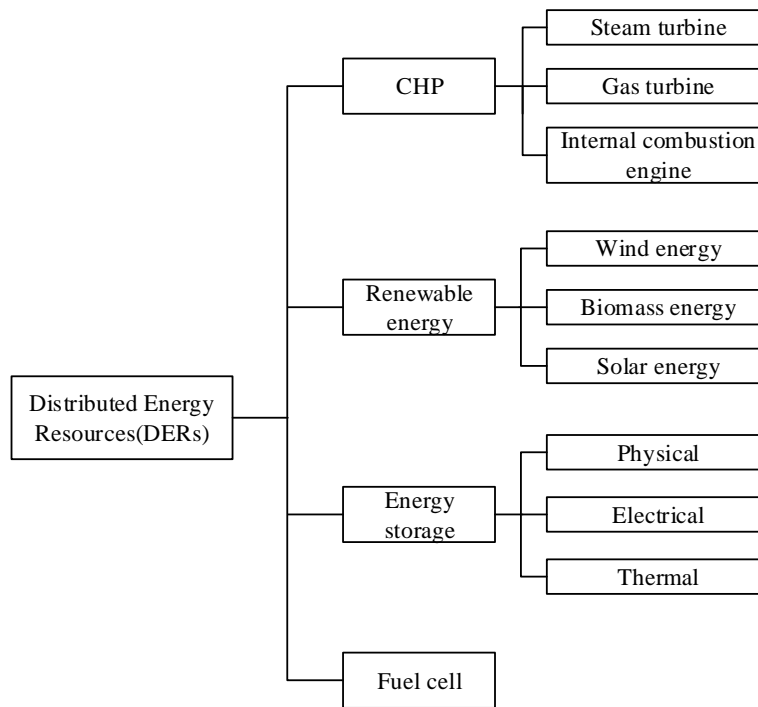 Steam turbine
CHP
Gas turbine
Internal combustion
engine
Wind energy
Renewable
energy
Biomass energy
Solar energy
Distributed Energy
Resources(DERs)
Physical
Energy
storage
Electrical
Thermal
Fuel cell